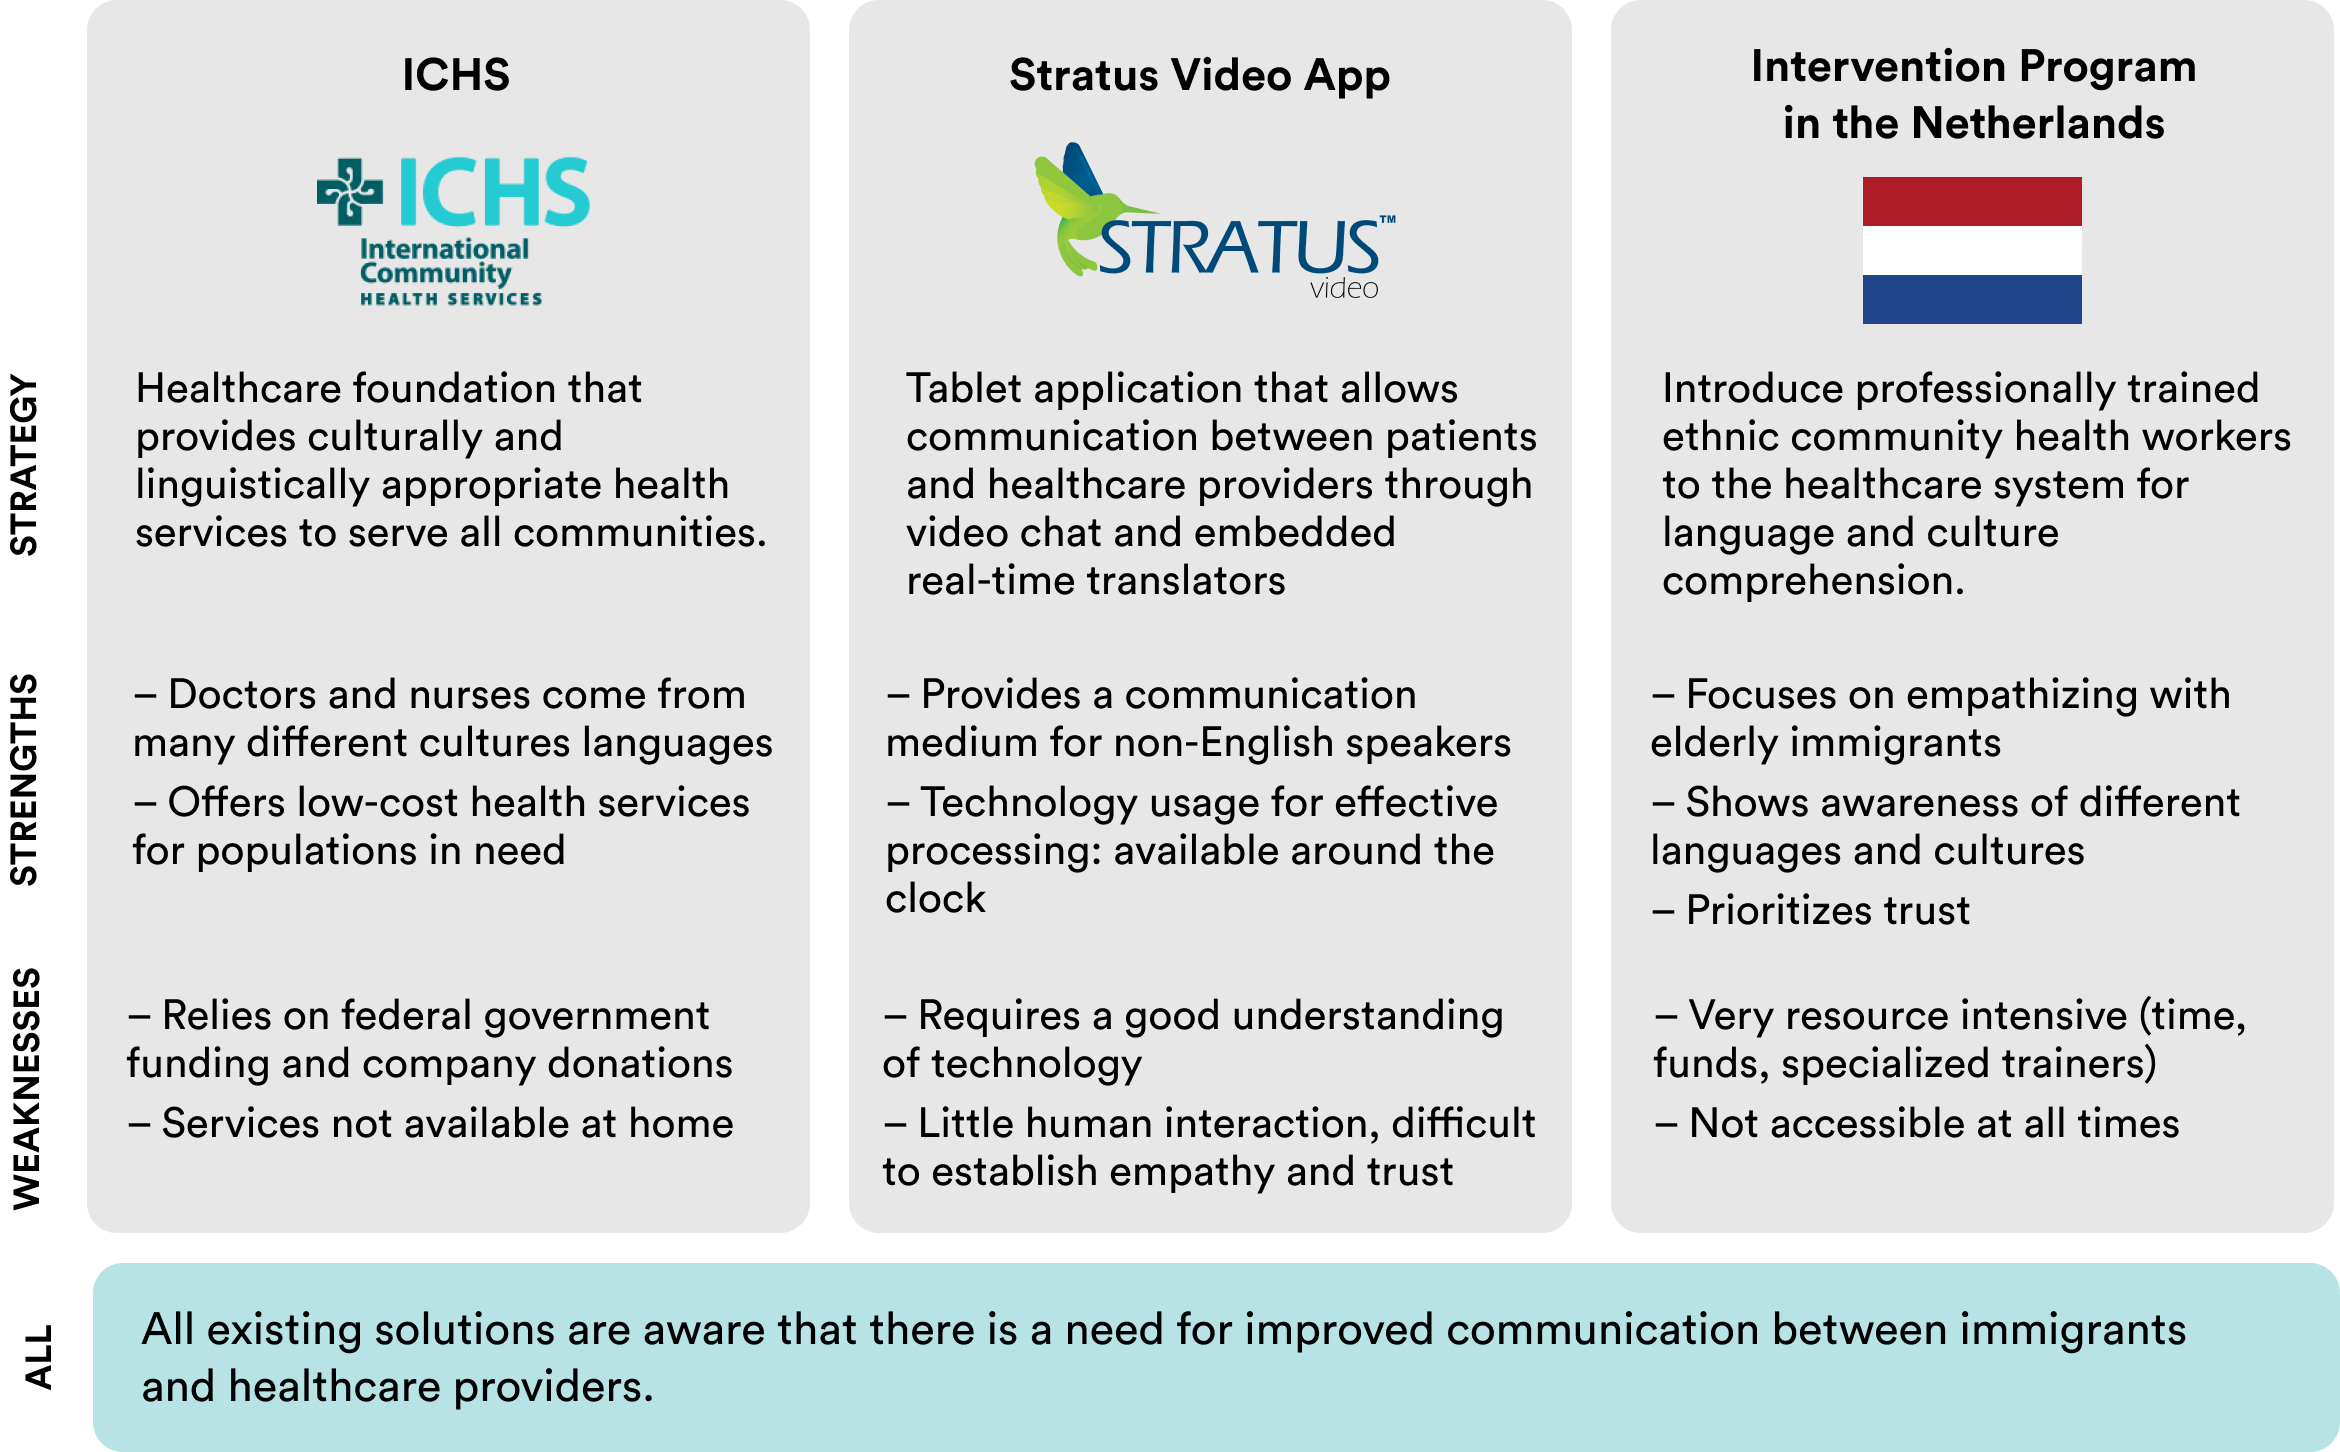 ICHS
ICHS
International
Community
HEALTH SERVICES
Stratus Video App
STRATUS™
video
Intervention Program
in the Netherlands
STRATEGY
Healthcare foundation that
provides culturally and
linguistically appropriate health
services to serve all communities.
Tablet application that allows
communication between patients
and healthcare providers through
video chat and embedded
real-time translators
Introduce professionally trained
ethnic community health workers
to the healthcare system for
language and culture
comprehension.
STRENGTHS
– Doctors and nurses come from
many different cultures languages
– Offers low-cost health services
for populations in need
– Provides a communication
medium for non-English speakers
– Technology usage for effective
processing: available around the
clock
– Focuses on empathizing with
elderly immigrants
– Shows awareness of different
languages and cultures
– Prioritizes trust
WEAKNESSES
– Relies on federal government
funding and company donations
– Services not available at home
– Requires a good understanding
of technology
– Little human interaction, difficult
to establish empathy and trust
– Very resource intensive (time,
funds, specialized trainers)
– Not accessible at all times
ALL
All existing solutions are aware that there is a need for improved communication between immigrants
and healthcare providers.